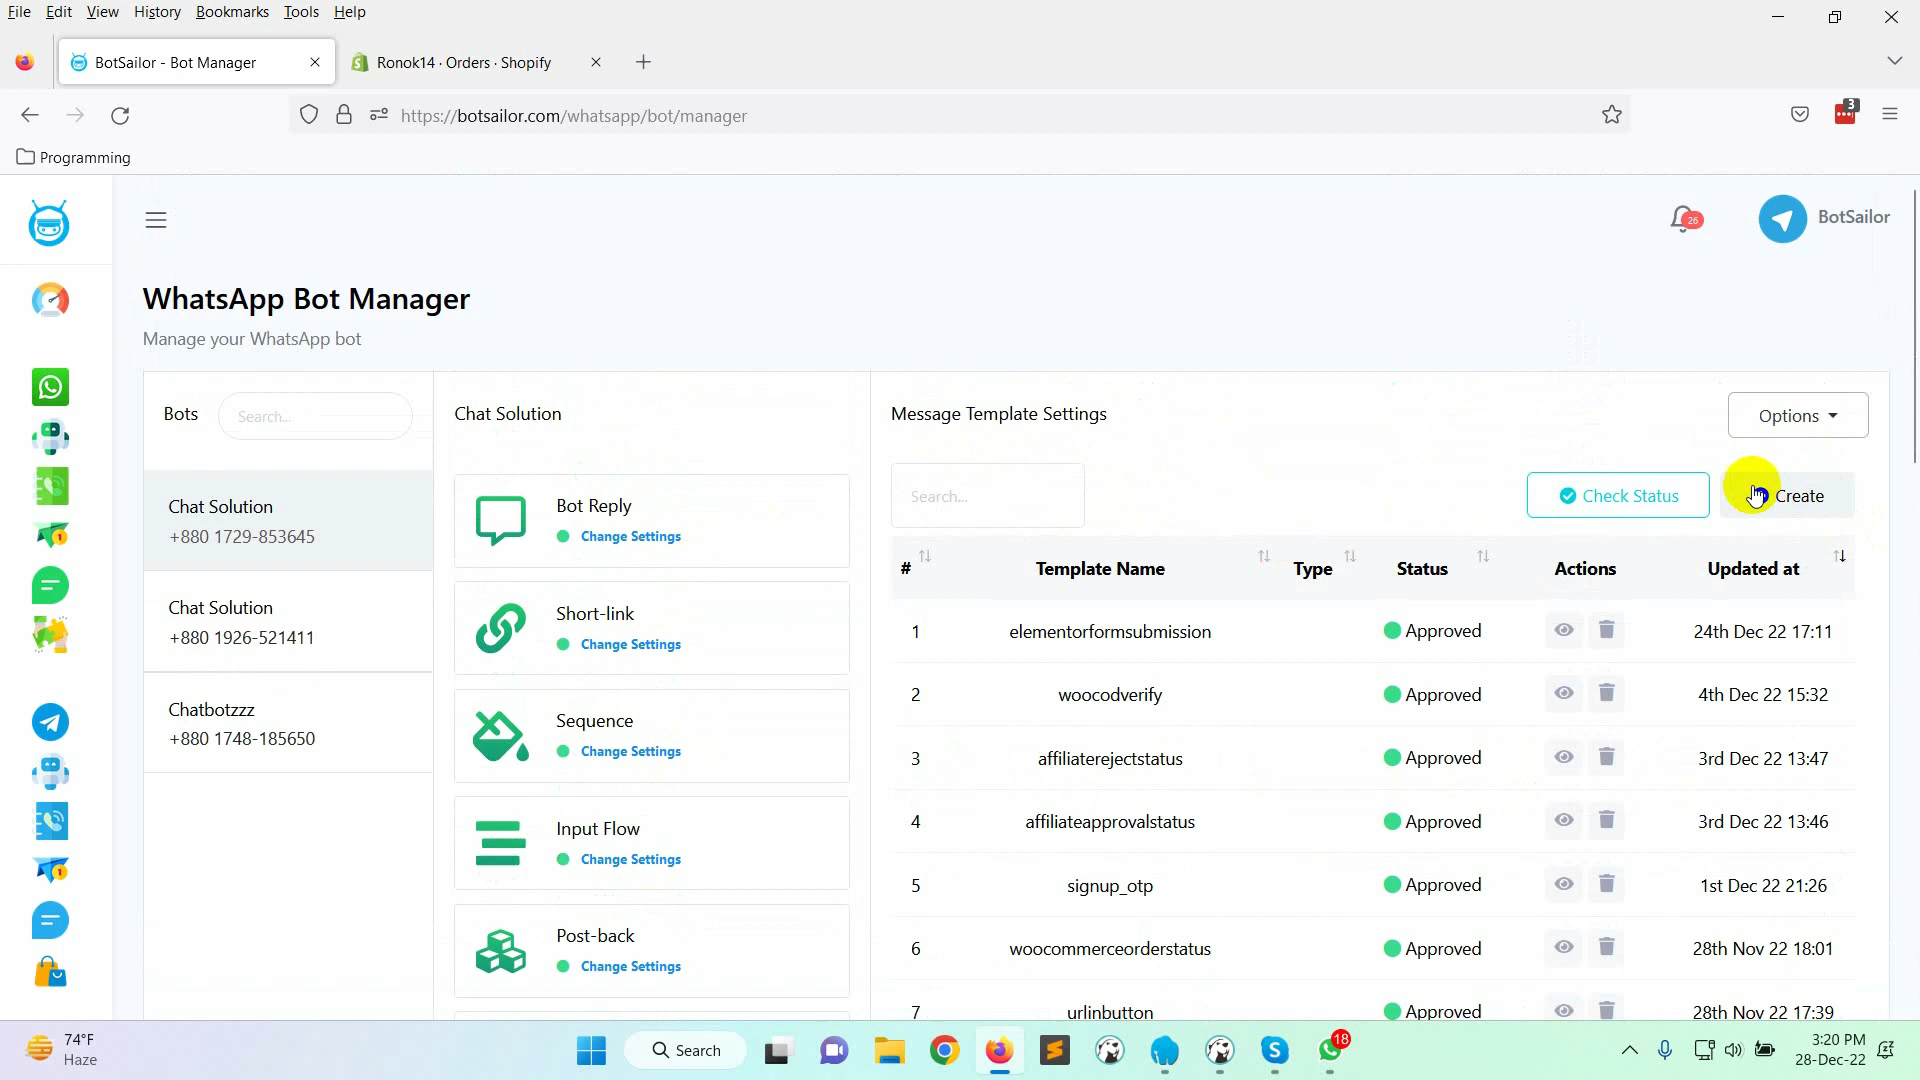 File Edit View History Bookmarks Tools Help
BotSailor - Bot Manager
Ronok14 · Orders · Shopify
https://botsailor.com/whatsapp/bot/manager
3
Programming
26
BotSailor
WhatsApp Bot Manager
Manage your WhatsApp bot
Bots
Search...
Chat Solution
+880 1729-853645
Chat Solution
+880 1926-521411
Chatbotzzz
+880 1748-185650
Chat Solution
Bot Reply
Change Settings
Short-link
Change Settings
Sequence
Change Settings
Input Flow
Change Settings
Post-back
Change Settings
Message Template Settings
Options
Search...
Check Status
Create
# Template Name Type Status Actions Updated at
1 elementorformsubmission Approved 24th Dec 22 17:11
2 woocodverify Approved 4th Dec 22 15:32
3 affiliaterejectstatus Approved 3rd Dec 22 13:47
4 affiliateapprovalstatus Approved 3rd Dec 22 13:46
5 signup_otp Approved 1st Dec 22 21:26
6 woocommerceorderstatus Approved 28th Nov 22 18:01
7 urlinbutton Approved 28th Nov 22 17:39
1
1
74°F
Haze
Search
18
3:20 PM
28-Dec-22